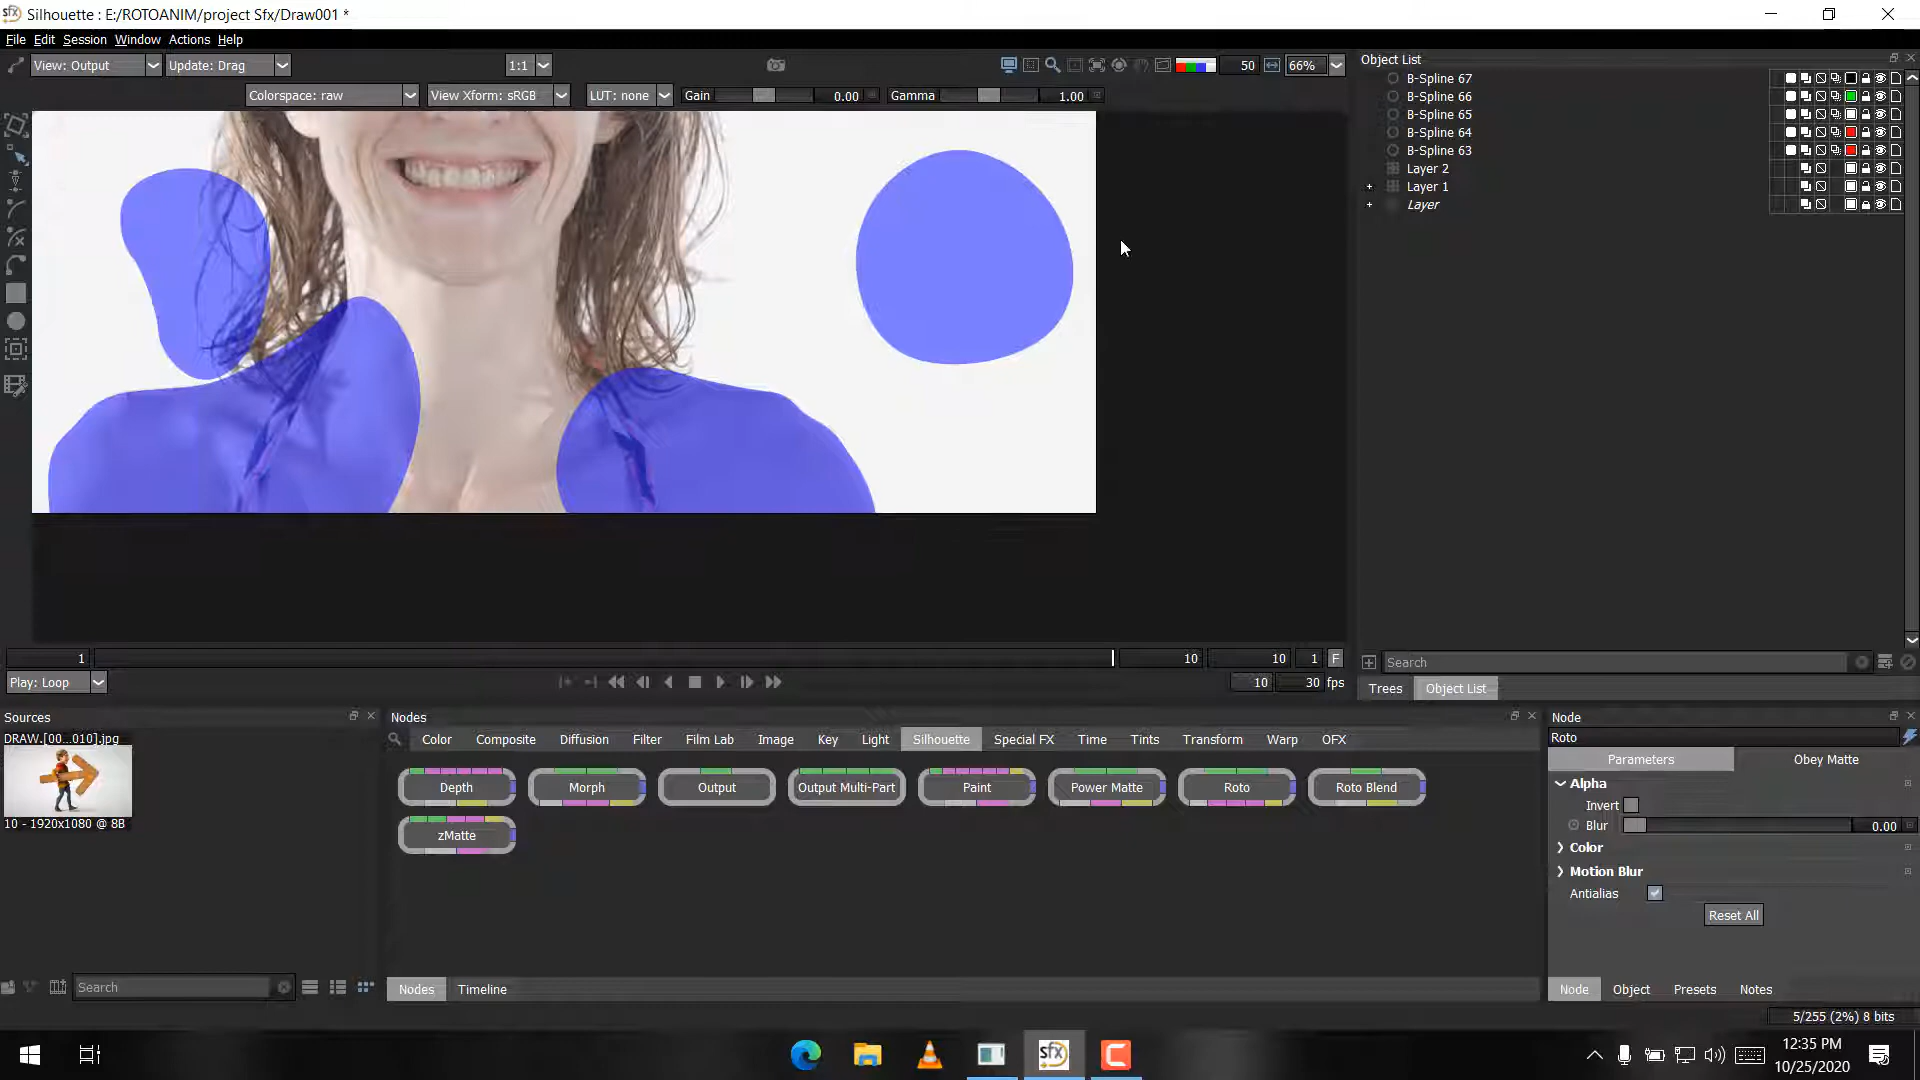 Silhouette : E:/ROTOANIM/project Sfx/Draw001 *
File Edit Session Window Actions Help
View: Output Update: Drag 1:1 50 66%
Colorspace: raw View Xform: sRGB LUT: none Gain 0.00 Gamma 1.00
Object List
B-Spline 67
B-Spline 66
B-Spline 65
B-Spline 64
B-Spline 63
Layer 2
+ Layer 1
+ Layer
1 10 10 1 F
Play: Loop 10 30 fps
Search
Trees Object List
Sources
DRAW.[00...010].jpg
10 - 1920x1080 @ 8B
Search
Nodes
Color Composite Diffusion Filter Film Lab Image Key Light Silhouette Special FX Time Tints Transform Warp OFX
Depth Morph Output Output Multi-Part Paint Power Matte Roto Roto Blend
zMatte
Nodes Timeline
Node
Roto
Parameters Obey Matte
Alpha
Invert
Blur 0.00
Color
Motion Blur
Antialias
Reset All
Node Object Presets Notes
5/255 (2%) 8 bits
sfx
12:35 PM
10/25/2020